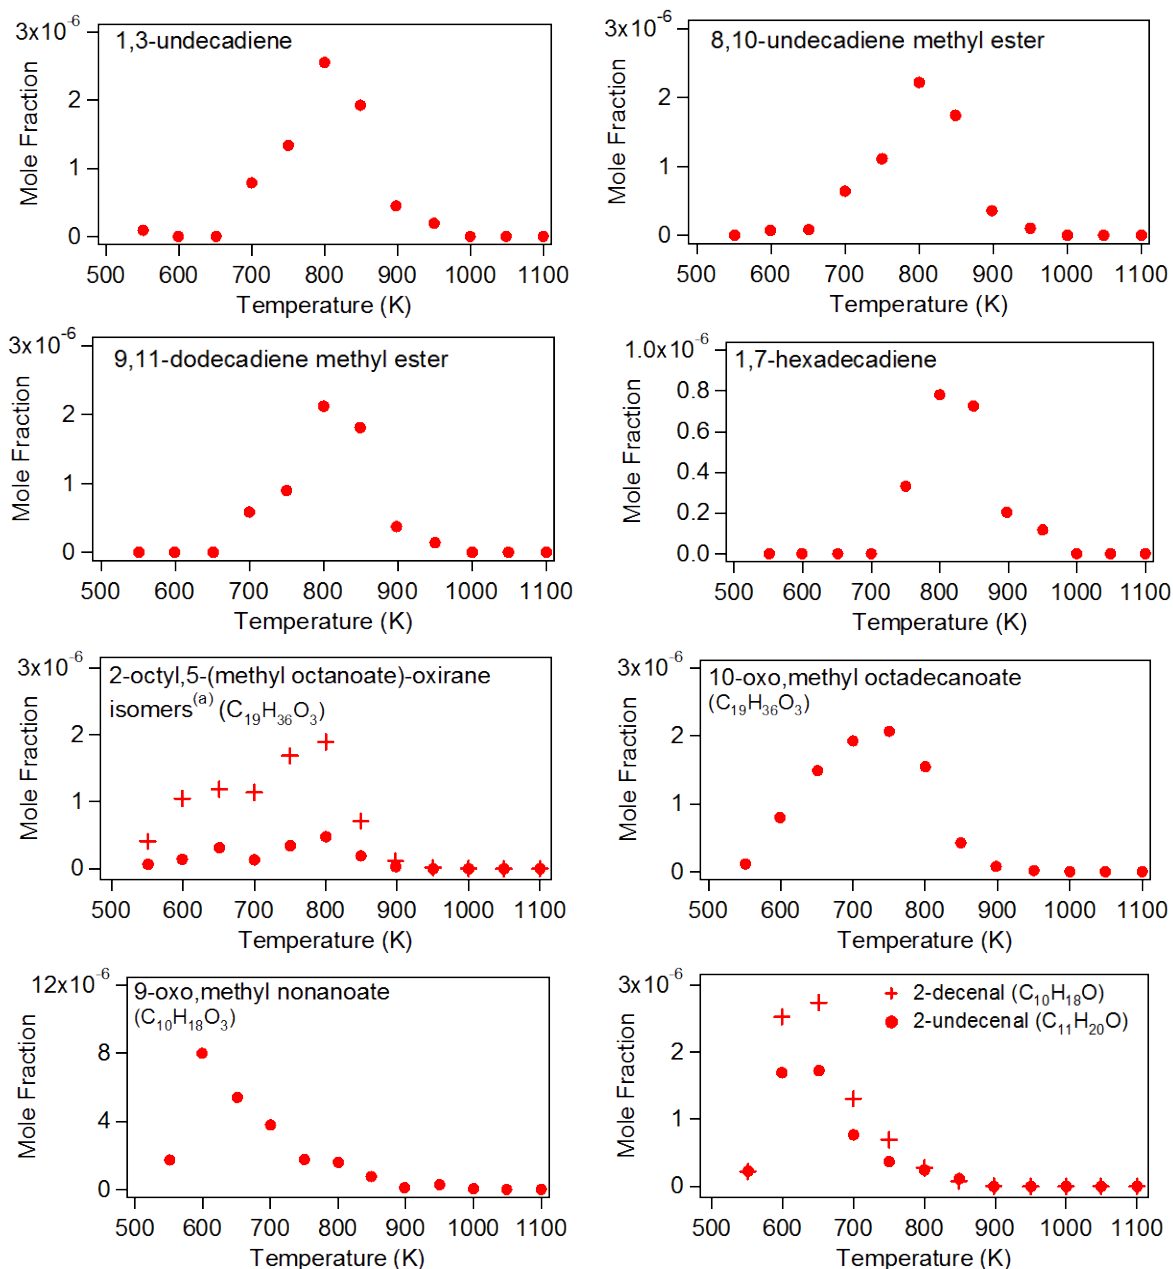 3x10^-6
2
1
0
Mole Fraction
1,3-undecadiene
500 600 700 800 900 1000 1100
Temperature (K)
3x10^-6
2
1
0
Mole Fraction
8,10-undecadiene methyl ester
500 600 700 800 900 1000 1100
Temperature (K)
3x10^-6
2
1
0
Mole Fraction
9,11-dodecadiene methyl ester
500 600 700 800 900 1000 1100
Temperature (K)
1.0x10^-6
0.8
0.6
0.4
0.2
0.0
Mole Fraction
1,7-hexadecadiene
500 600 700 800 900 1000 1100
Temperature (K)
3x10^-6
2
1
0
Mole Fraction
2-octyl,5-(methyl octanoate)-oxirane
isomers^(a) (C19H36O3)
500 600 700 800 900 1000 1100
Temperature (K)
3x10^-6
2
1
0
Mole Fraction
10-oxo,methyl octadecanoate
(C19H36O3)
500 600 700 800 900 1000 1100
Temperature (K)
12x10^-6
8
4
0
Mole Fraction
9-oxo,methyl nonanoate
(C10H18O3)
500 600 700 800 900 1000 1100
Temperature (K)
3x10^-6
2
1
0
Mole Fraction
2-decenal (C10H18O)
2-undecenal (C11H20O)
500 600 700 800 900 1000 1100
Temperature (K)